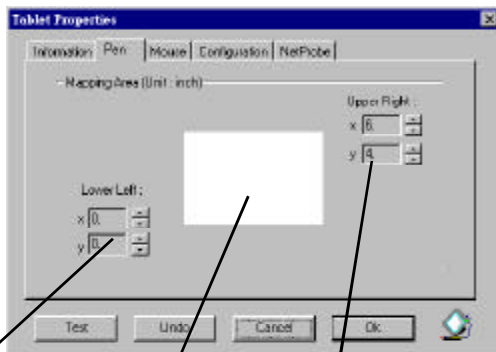 Tablet Properties
Information Pen Mouse Configuration NetProbe
Mapping Area (Unit : inch)
Upper Right :
x 6.
y 4.
Lower Left :
x 0.
y 0.
Test Undo Cancel Ok